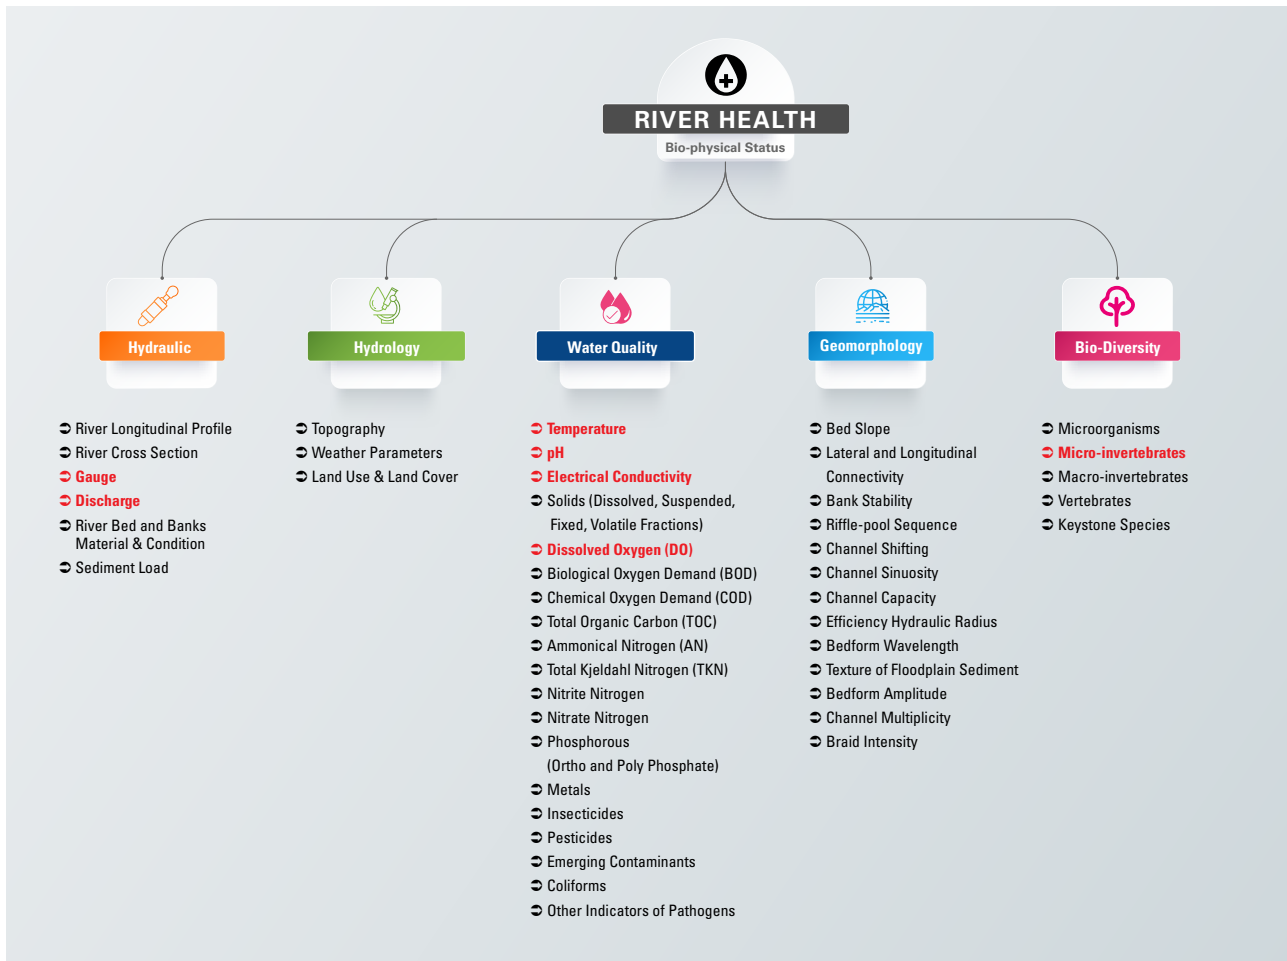 RIVER HEALTH
Bio-physical Status
Hydraulic
➲ River Longitudinal Profile
➲ River Cross Section
➲ Gauge
➲ Discharge
➲ River Bed and Banks
Material & Condition
➲ Sediment Load
Hydrology
➲ Topography
➲ Weather Parameters
➲ Land Use & Land Cover
Water Quality
➲ Temperature
➲ pH
➲ Electrical Conductivity
➲ Solids (Dissolved, Suspended,
Fixed, Volatile Fractions)
➲ Dissolved Oxygen (DO)
➲ Biological Oxygen Demand (BOD)
➲ Chemical Oxygen Demand (COD)
➲ Total Organic Carbon (TOC)
➲ Ammonical Nitrogen (AN)
➲ Total Kjeldahl Nitrogen (TKN)
➲ Nitrite Nitrogen
➲ Nitrate Nitrogen
➲ Phosphorous
(Ortho and Poly Phosphate)
➲ Metals
➲ Insecticides
➲ Pesticides
➲ Emerging Contaminants
➲ Coliforms
➲ Other Indicators of Pathogens
Geomorphology
➲ Bed Slope
➲ Lateral and Longitudinal
Connectivity
➲ Bank Stability
➲ Riffle-pool Sequence
➲ Channel Shifting
➲ Channel Sinuosity
➲ Channel Capacity
➲ Efficiency Hydraulic Radius
➲ Bedform Wavelength
➲ Texture of Floodplain Sediment
➲ Bedform Amplitude
➲ Channel Multiplicity
➲ Braid Intensity
Bio-Diversity
➲ Microorganisms
➲ Micro-invertebrates
➲ Macro-invertebrates
➲ Vertebrates
➲ Keystone Species